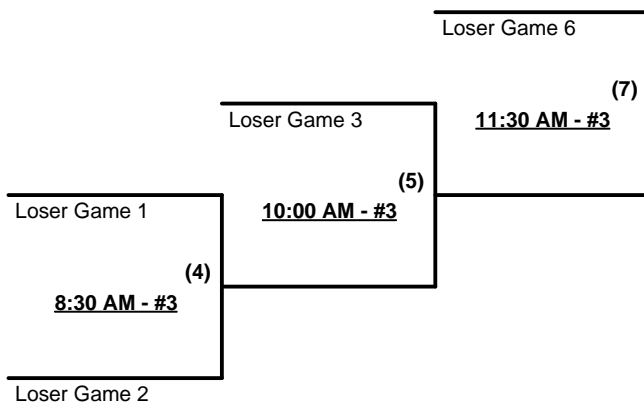 Loser Game 6
(7)
11:30 AM - #3
Loser Game 3
(5)
10:00 AM - #3
Loser Game 1
(4)
8:30 AM - #3
Loser Game 2